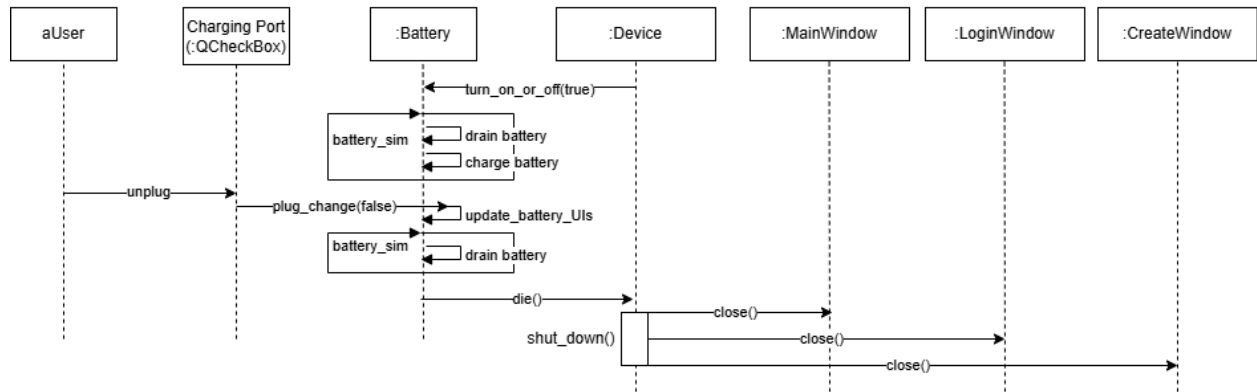 aUser
Charging Port
(:QCheckBox)
:Battery
:Device
:MainWindow
:LoginWindow
:CreateWindow
turn_on_or_off(true)
battery_sim
drain battery
charge battery
unplug
plug_change(false)
update_battery_UIs
battery_sim
drain battery
die()
close()
shut_down()
close()
close()